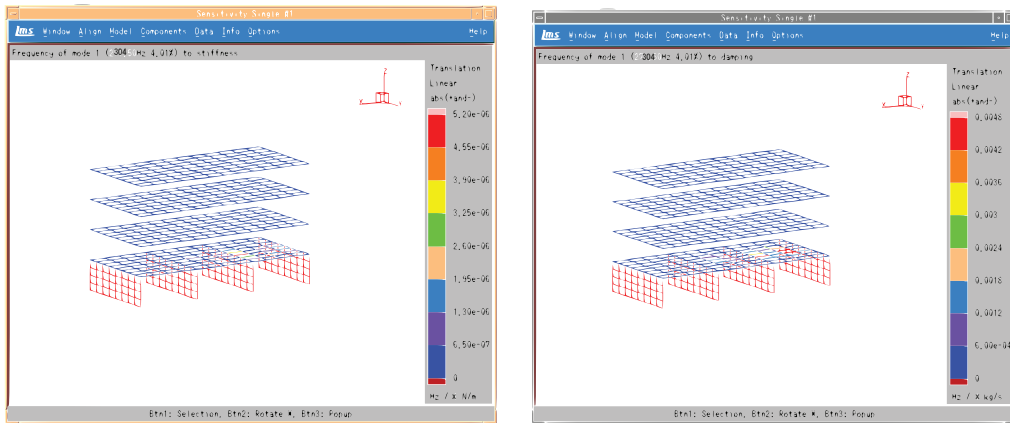 Sensitivity Single #1
lms Window Align Model Components Data Info Options Help
Frequency of mode 1 ( 304 Hz 4,01%) to stiffness
Translation
Linear
abs(*and-)
5,20e-06
4,55e-06
3,90e-06
3,25e-06
2,60e-06
1,95e-06
1,30e-06
6,50e-07
0
Hz / X N/m
Z
Btn1: Selection, Btn2: Rotate *, Btn3: Popup
Sensitivity Single #1
lms Window Align Model Components Data Info Options Help
Frequency of mode 1 ( 304 Hz 4,01%) to damping
Translation
Linear
abs(*and-)
0,0048
0,0042
0,0036
0,003
0,0024
0,0018
0,0012
6,00e-04
0
Hz / X kg/s
Z
Btn1: Selection, Btn2: Rotate *, Btn3: Popup